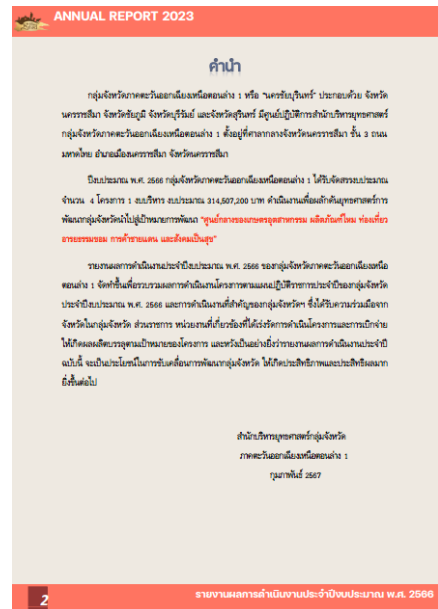 ANNUAL REPORT 2023
คำนำ
กลุ่มจังหวัดภาคตะวันออกเฉียงเหนือตอนล่าง 1 หรือ "นครชัยบุรินทร์" ประกอบด้วย จังหวัด
นครราชสีมา จังหวัดชัยภูมิ จังหวัดบุรีรัมย์ และจังหวัดสุรินทร์ มีศูนย์ปฏิบัติการสำนักบริหารยุทธศาสตร์
กลุ่มจังหวัดภาคตะวันออกเฉียงเหนือตอนล่าง 1 ตั้งอยู่ที่ศาลากลางจังหวัดนครราชสีมา ชั้น 3 ถนน
มหาดไทย อำเภอเมืองนครราชสีมา จังหวัดนครราชสีมา
ปีงบประมาณ พ.ศ. 2566 กลุ่มจังหวัดภาคตะวันออกเฉียงเหนือตอนล่าง 1 ได้รับจัดสรรงบประมาณ
จำนวน 4 โครงการ 1 งบบริหาร งบประมาณ 314,507,200 บาท ดำเนินงานเพื่อผลักดันยุทธศาสตร์การ
พัฒนากลุ่มจังหวัดนำไปสู่เป้าหมายการพัฒนา "ศูนย์กลางของเกษตรอุตสาหกรรม ผลิตภัณฑ์ไหม ท่องเที่ยว
อารยธรรมขอม การค้าชายแดน และสังคมเป็นสุข"
รายงานผลการดำเนินงานประจำปีงบประมาณ พ.ศ. 2566 ของกลุ่มจังหวัดภาคตะวันออกเฉียงเหนือ
ตอนล่าง 1 จัดทำขึ้นเพื่อรวบรวมผลการดำเนินงานโครงการตามแผนปฏิบัติราชการประจำปีของกลุ่มจังหวัด
ประจำปีงบประมาณ พ.ศ. 2566 และการดำเนินงานที่สำคัญของกลุ่มจังหวัดฯ ซึ่งได้รับความร่วมมือจาก
จังหวัดในกลุ่มจังหวัด ส่วนราชการ หน่วยงานที่เกี่ยวข้องที่ได้เร่งรัดการดำเนินโครงการและการเบิกจ่าย
ให้เกิดผลผลิตบรรลุตามเป้าหมายของโครงการ และหวังเป็นอย่างยิ่งว่ารายงานผลการดำเนินงานประจำปี
ฉบับนี้ จะเป็นประโยชน์ในการขับเคลื่อนการพัฒนากลุ่มจังหวัด ให้เกิดประสิทธิภาพและประสิทธิผลมาก
ยิ่งขึ้นต่อไป
สำนักบริหารยุทธศาสตร์กลุ่มจังหวัด
ภาคตะวันออกเฉียงเหนือตอนล่าง 1
กุมภาพันธ์ 2567
2
รายงานผลการดำเนินงานประจำปีงบประมาณ พ.ศ. 2566